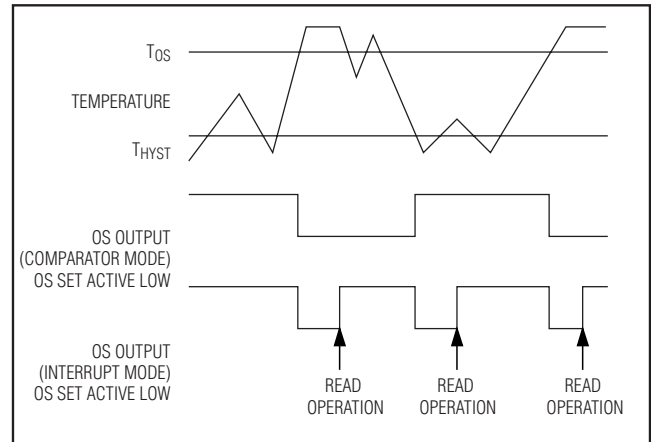 TOS
TEMPERATURE
THYST
OS OUTPUT
(COMPARATOR MODE)
OS SET ACTIVE LOW
OS OUTPUT
(INTERRUPT MODE)
OS SET ACTIVE LOW
READ
OPERATION
READ
OPERATION
READ
OPERATION